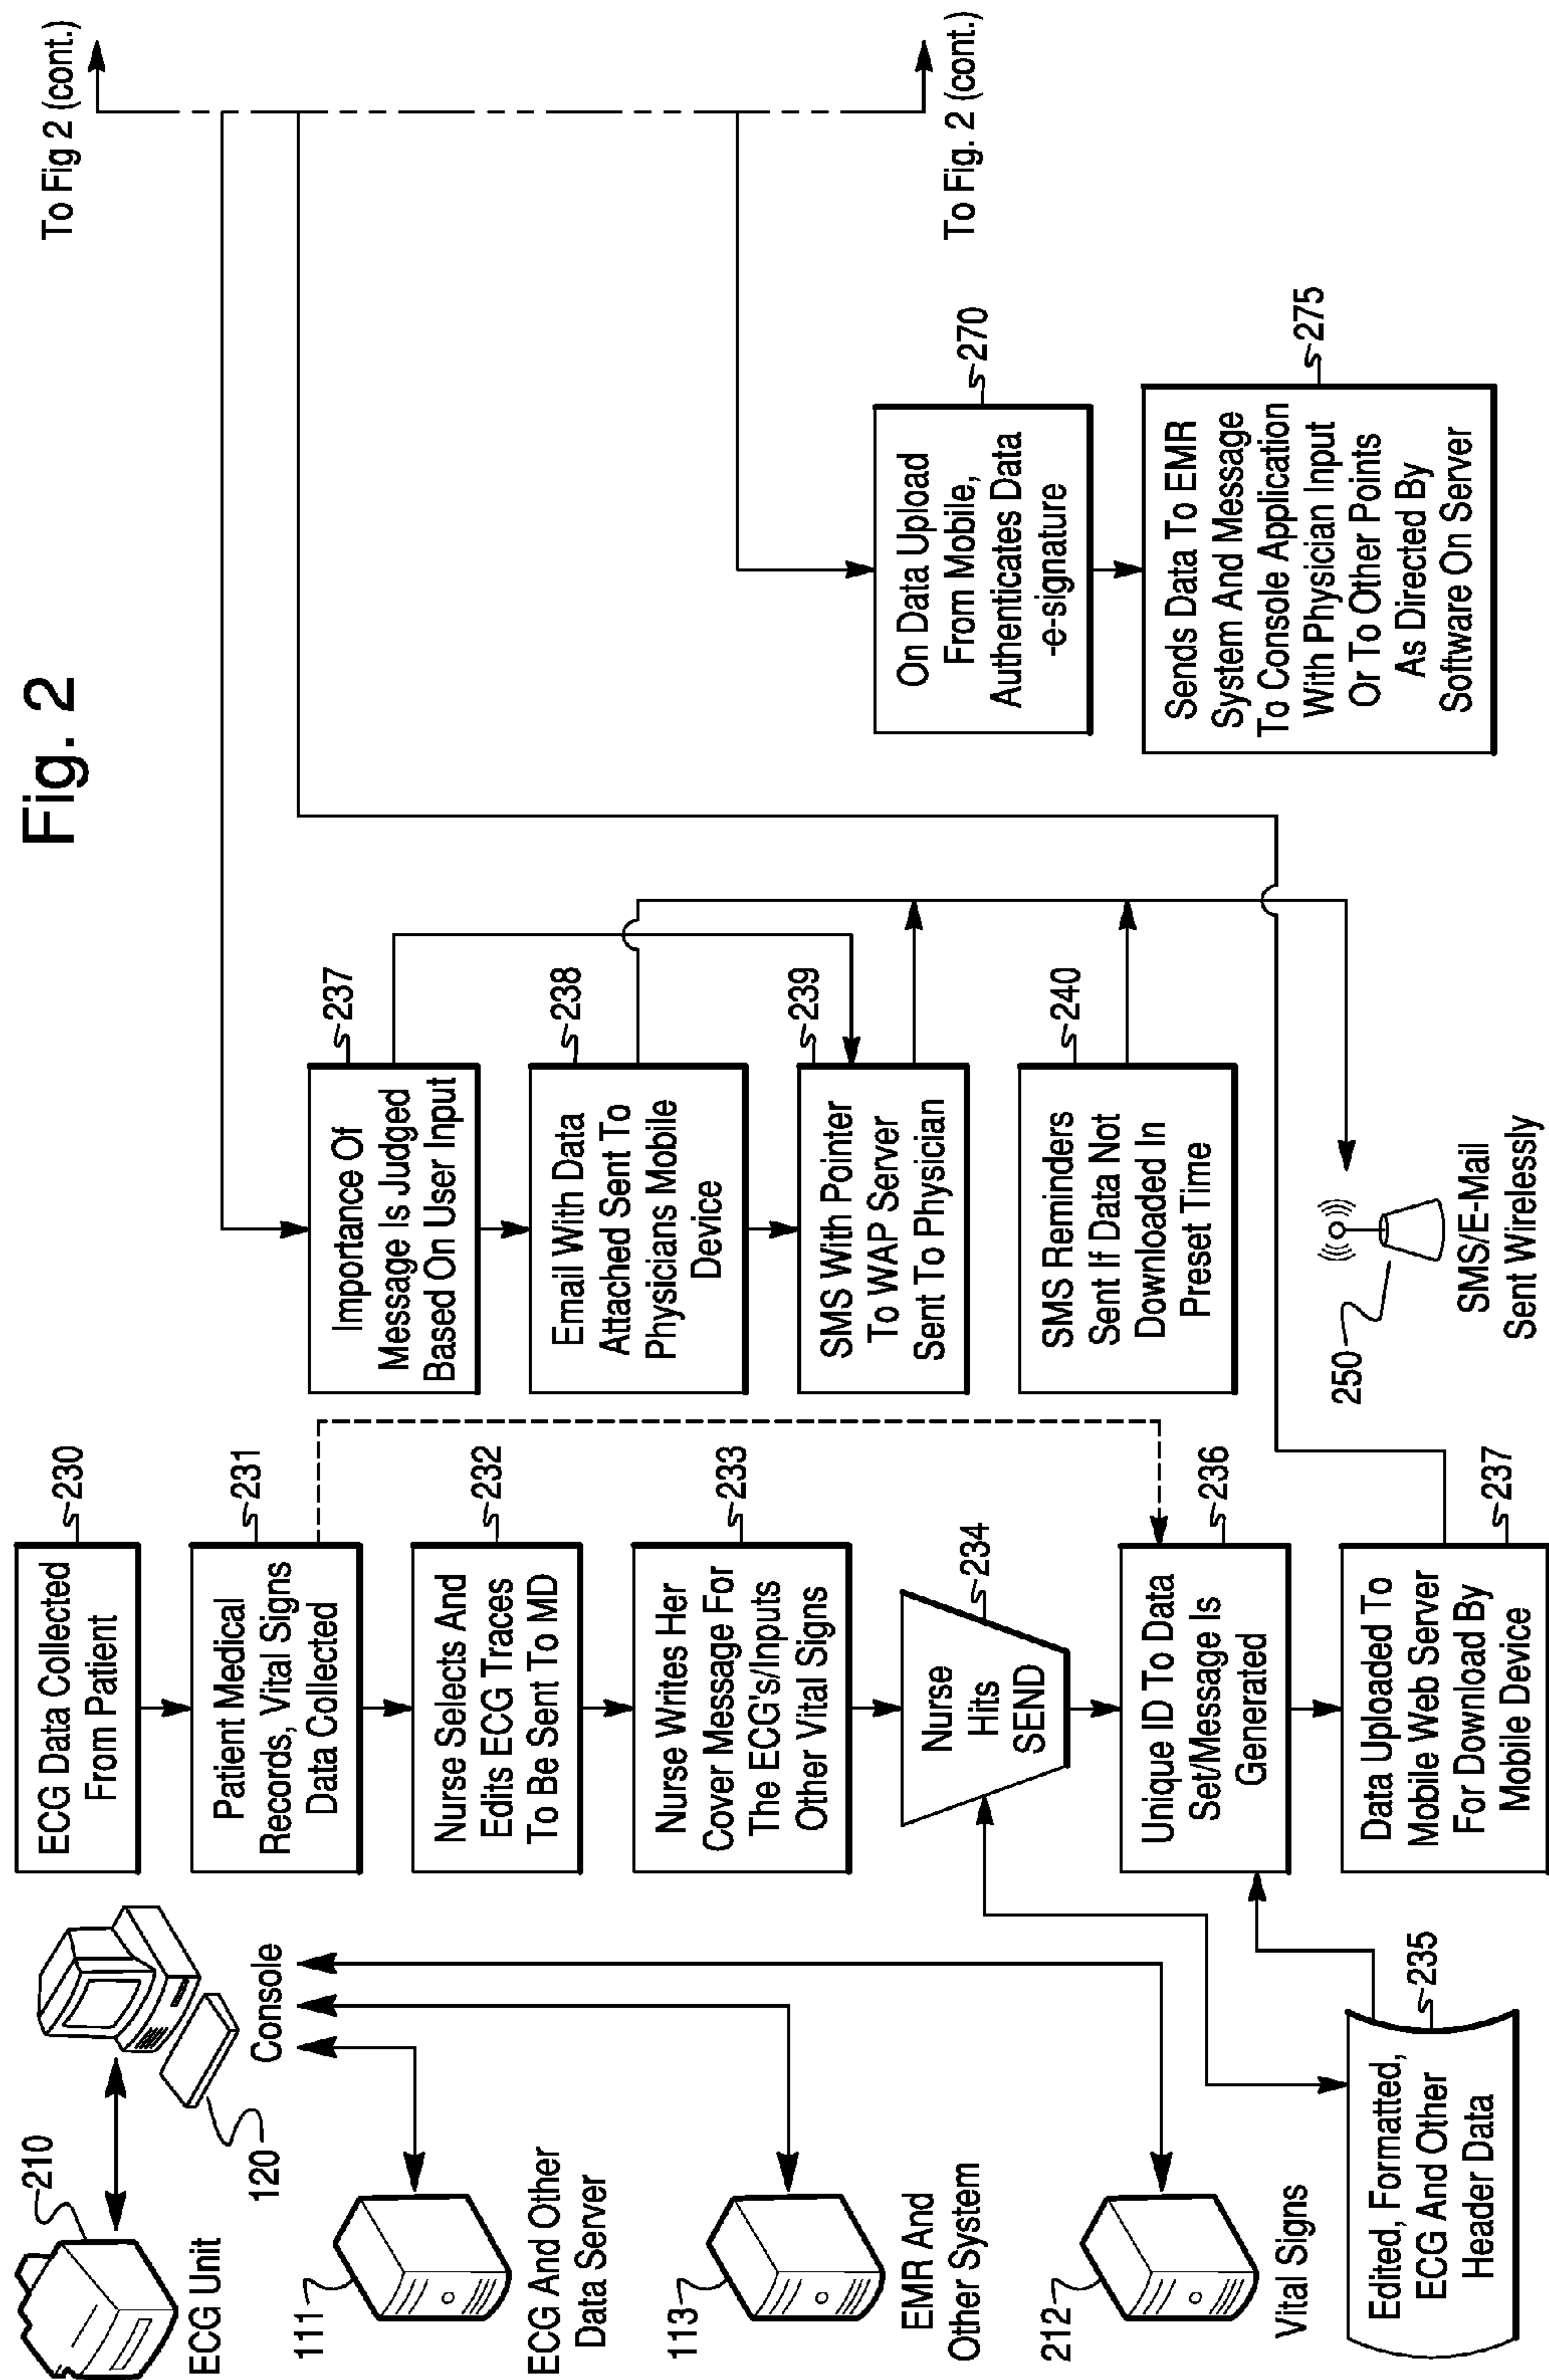 Fig. 2
210
ECG Unit
120
Console
111
ECG And Other
Data Server
113
EMR And
Other System
212
Vital Signs
Edited, Formatted,
ECG And Other
Header Data
235
ECG Data Collected
From Patient
230
Patient Medical
Records, Vital Signs
Data Collected
231
Nurse Selects And
Edits ECG Traces
To Be Sent To MD
232
Nurse Writes Her
Cover Message For
The ECG's/Inputs
Other Vital Signs
233
Nurse
Hits
SEND
234
Unique ID To Data
Set/Message Is
Generated
236
Data Uploaded To
Mobile Web Server
For Download By
Mobile Device
237
Importance Of
Message Is Judged
Based On User Input
237
Email With Data
Attached Sent To
Physicians Mobile
Device
238
SMS With Pointer
To WAP Server
Sent To Physician
239
SMS Reminders
Sent If Data Not
Downloaded In
Preset Time
240
250
SMS/E-Mail
Sent Wirelessly
On Data Upload
From Mobile,
Authenticates Data
-e-signature
270
Sends Data To EMR
System And Message
To Console Application
With Physician Input
Or To Other Points
As Directed By
Software On Server
275
To Fig 2 (cont.)
To Fig. 2 (cont.)